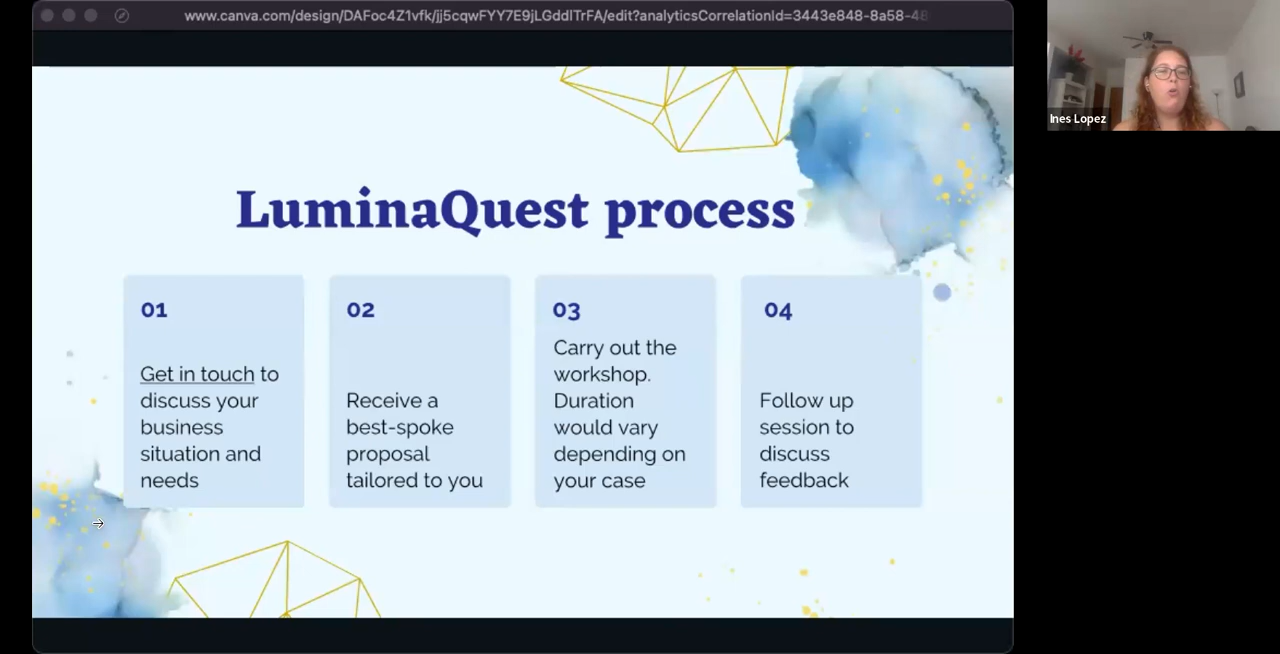 www.canva.com/design/DAFoc4Z1vfk/jj5cqwFYY7E9jLGddITrFA/edit?analyticsCorrelationId=3443e848-8a58-48
Ines Lopez
LuminaQuest process
01
Get in touch to
discuss your
business
situation and
needs
02
Receive a
best-spoke
proposal
tailored to you
03
Carry out the
workshop.
Duration
would vary
depending on
your case
04
Follow up
session to
discuss
feedback